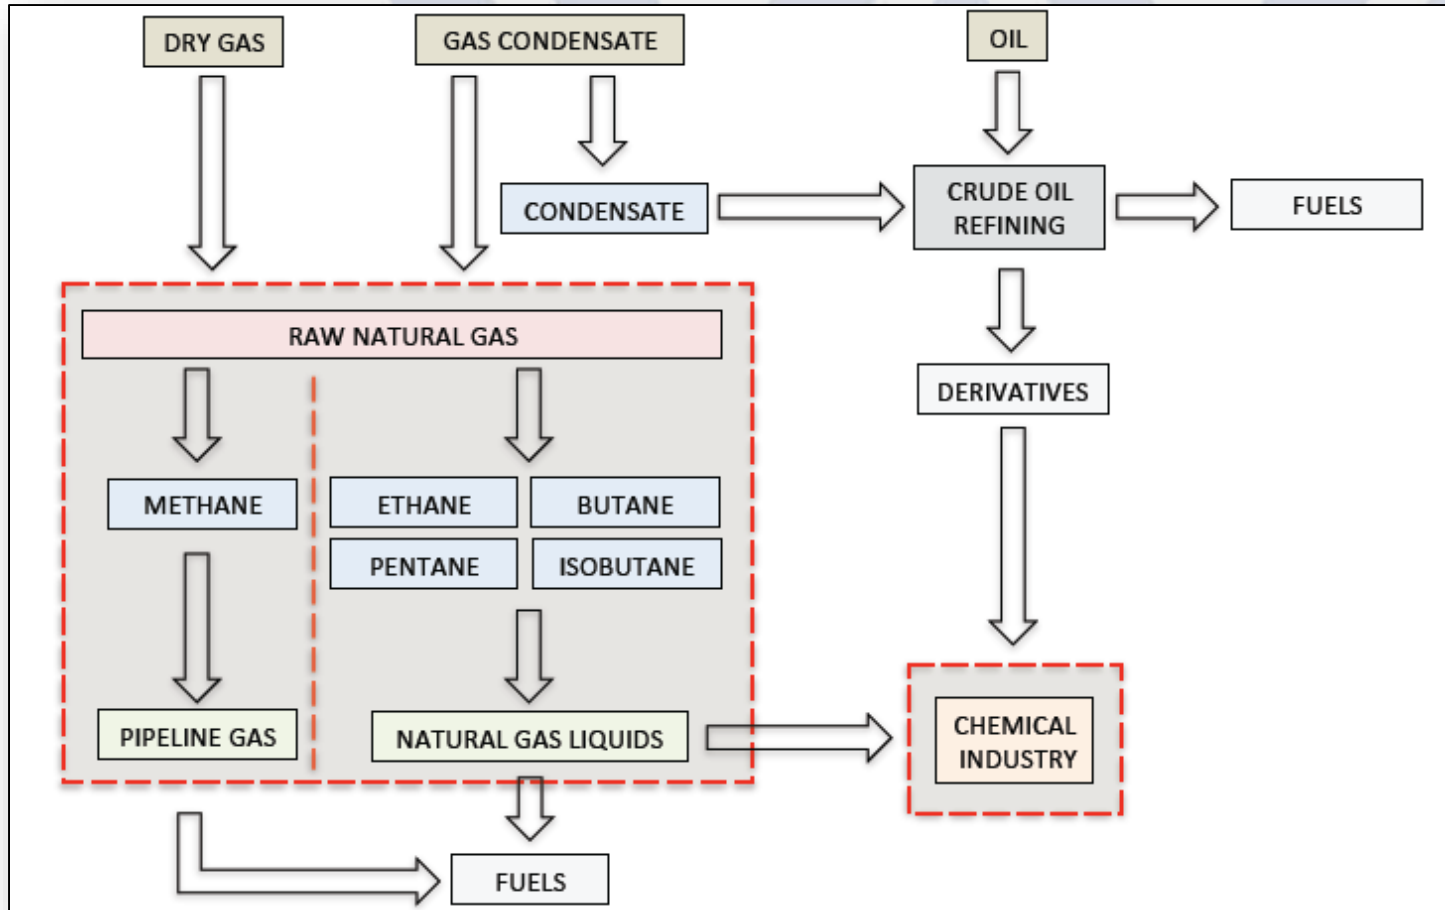 DRY GAS
GAS CONDENSATE
OIL
CONDENSATE
CRUDE OIL
REFINING
FUELS
RAW NATURAL GAS
DERIVATIVES
METHANE
ETHANE
BUTANE
PENTANE
ISOBUTANE
PIPELINE GAS
NATURAL GAS LIQUIDS
CHEMICAL
INDUSTRY
FUELS